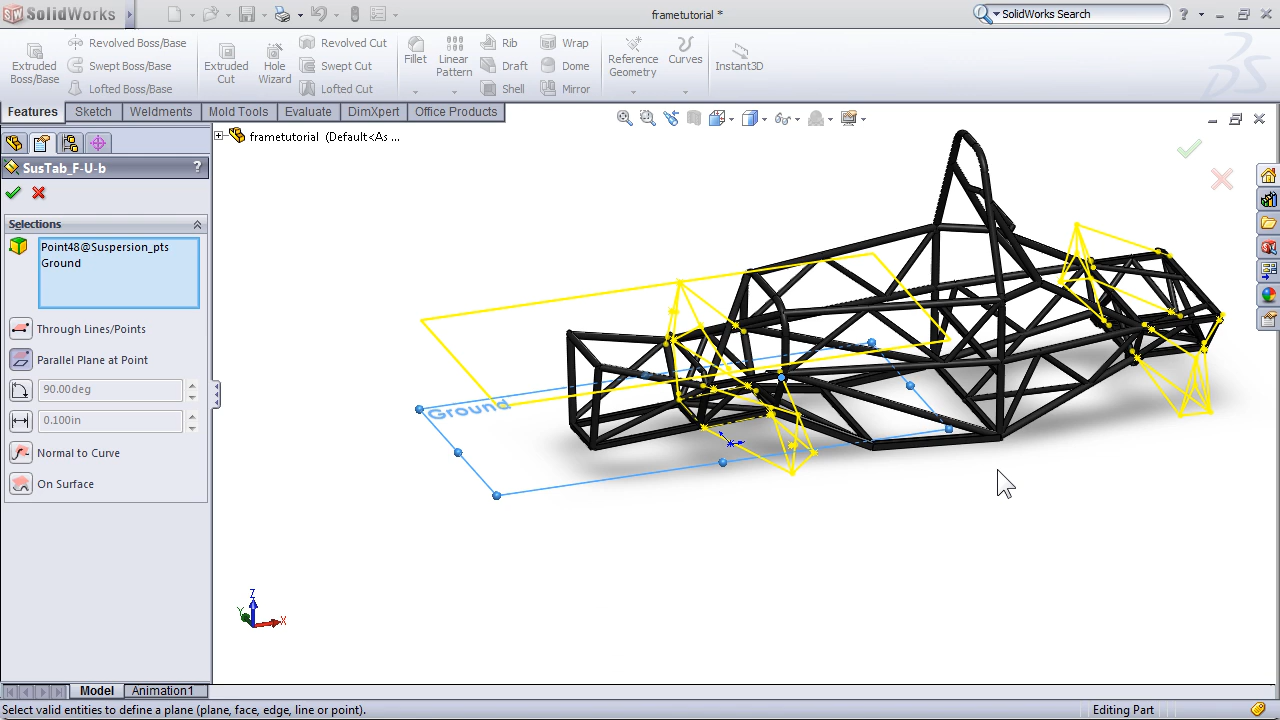 SolidWorks
frametutorial *
SolidWorks Search
?
Extruded Boss/Base
Revolved Boss/Base
Swept Boss/Base
Lofted Boss/Base
Extruded Cut
Hole Wizard
Revolved Cut
Swept Cut
Lofted Cut
Fillet
Linear Pattern
Rib
Draft
Shell
Wrap
Dome
Mirror
Reference Geometry
Curves
Instant3D
Features
Sketch
Weldments
Mold Tools
Evaluate
DimXpert
Office Products
frametutorial (Default<As ...
SusTab_F-U-b
?
Selections
Point48@Suspension_pts
Ground
Through Lines/Points
Parallel Plane at Point
90.00deg
0.100in
Normal to Curve
On Surface
Ground
Z
Y
X
Model
Animation1
Select valid entities to define a plane (plane, face, edge, line or point).
Editing Part